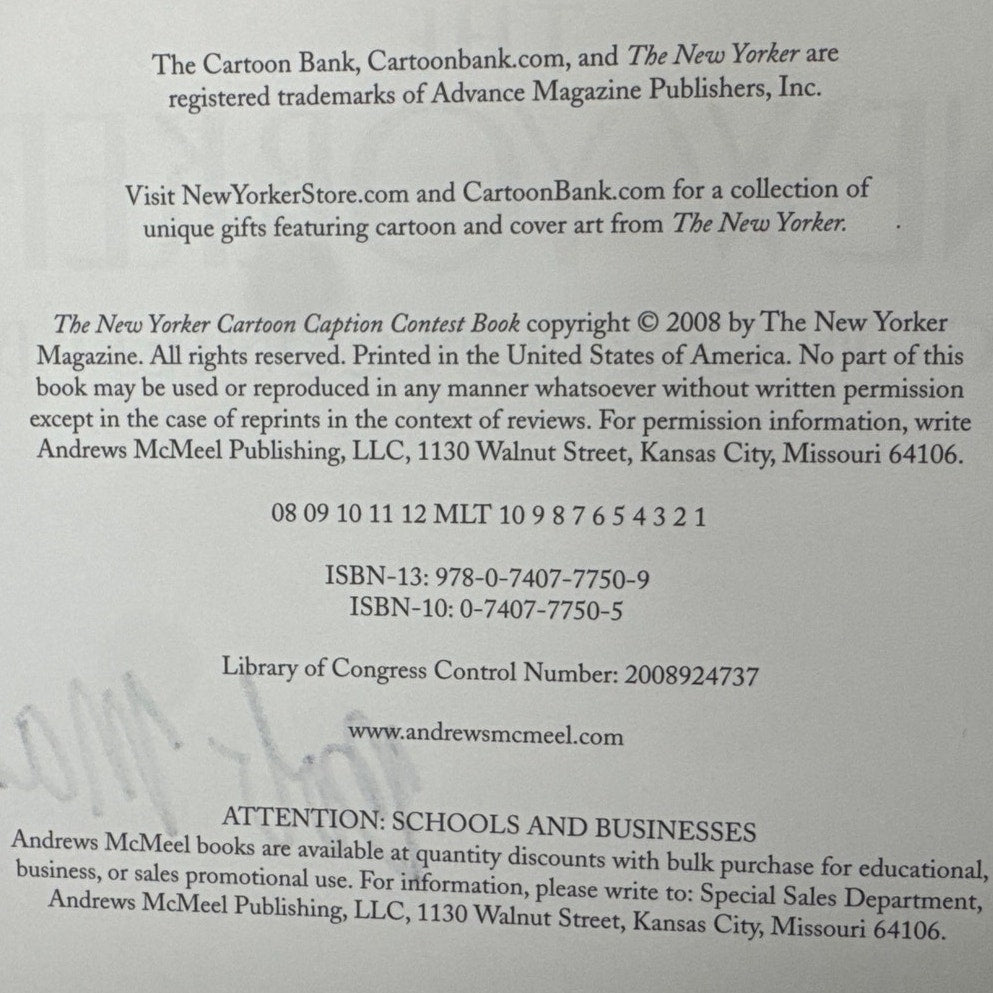 The Cartoon Bank, Cartoonbank.com, and The New Yorker are
registered trademarks of Advance Magazine Publishers, Inc.
Visit NewYorkerStore.com and CartoonBank.com for a collection of
unique gifts featuring cartoon and cover art from The New Yorker.
The New Yorker Cartoon Caption Contest Book copyright © 2008 by The New Yorker
Magazine. All rights reserved. Printed in the United States of America. No part of this
book may be used or reproduced in any manner whatsoever without written permission
except in the case of reprints in the context of reviews. For permission information, write
Andrews McMeel Publishing, LLC, 1130 Walnut Street, Kansas City, Missouri 64106.
08 09 10 11 12 MLT 10 9 8 7 6 5 4 3 2 1
ISBN-13: 978-0-7407-7750-9
ISBN-10: 0-7407-7750-5
Library of Congress Control Number: 2008924737
www.andrewsmcmeel.com
ATTENTION: SCHOOLS AND BUSINESSES
Andrews McMeel books are available at quantity discounts with bulk purchase for educational,
business, or sales promotional use. For information, please write to: Special Sales Department,
Andrews McMeel Publishing, LLC, 1130 Walnut Street, Kansas City, Missouri 64106.